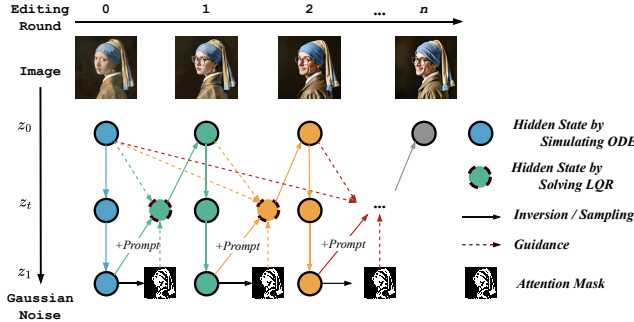 Editing Round
0 1 2 ... n
Image
z0
Hidden State by
Simulating ODE
zt
...
Hidden State by
Solving LQR
Inversion / Sampling
+Prompt +Prompt +Prompt
Guidance
z1
Attention Mask
Gaussian
Noise